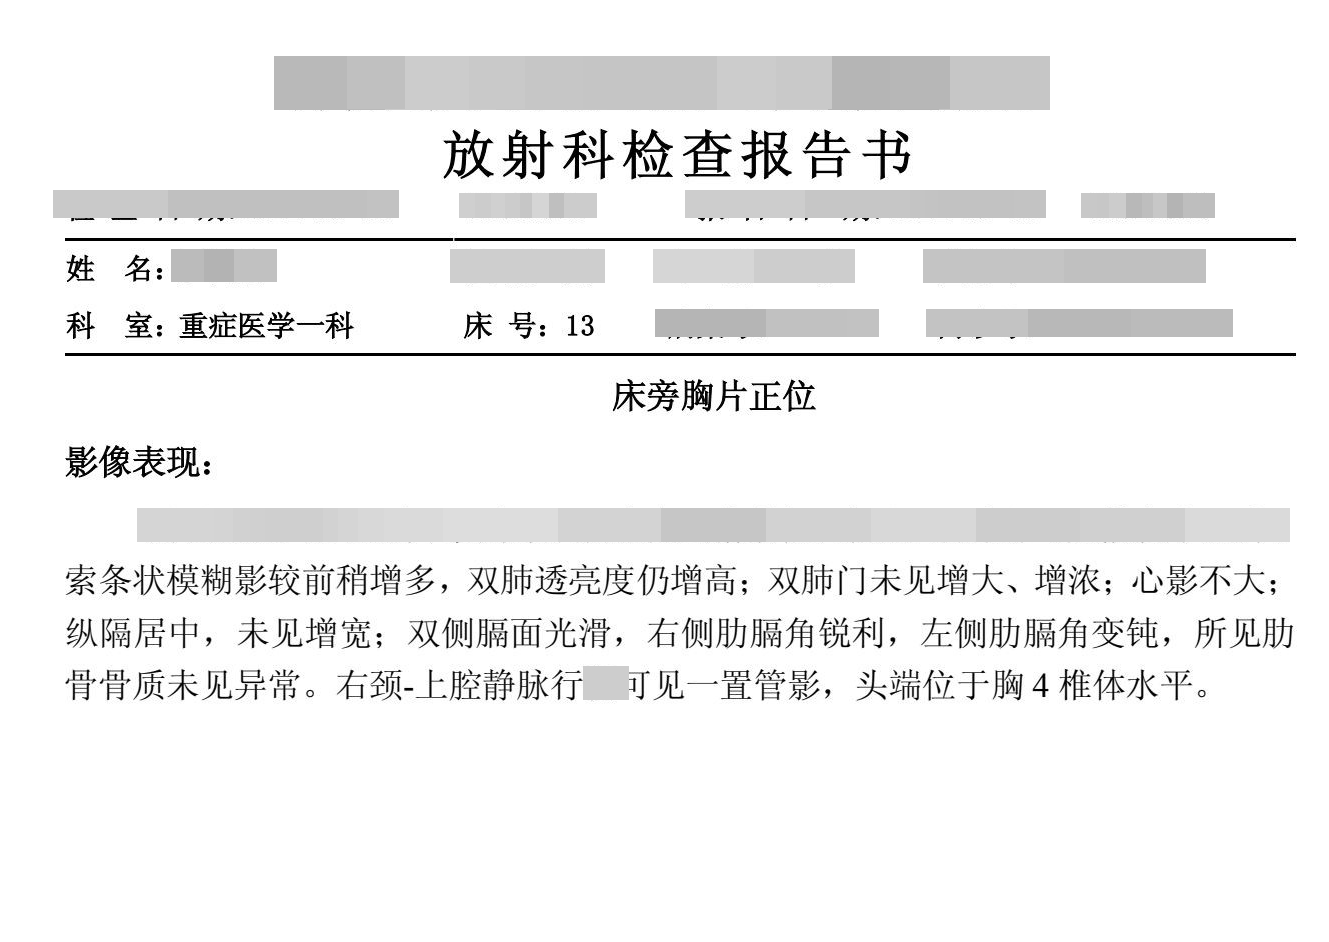 放射科检查报告书
姓 名：
科 室：重症医学一科 床 号：13
床旁胸片正位
影像表现：
索条状模糊影较前稍增多，双肺透亮度仍增高；双肺门未见增大、增浓；心影不大；
纵隔居中，未见增宽；双侧膈面光滑，右侧肋膈角锐利，左侧肋膈角变钝，所见肋
骨骨质未见异常。右颈-上腔静脉行 可见一置管影，头端位于胸 4 椎体水平。